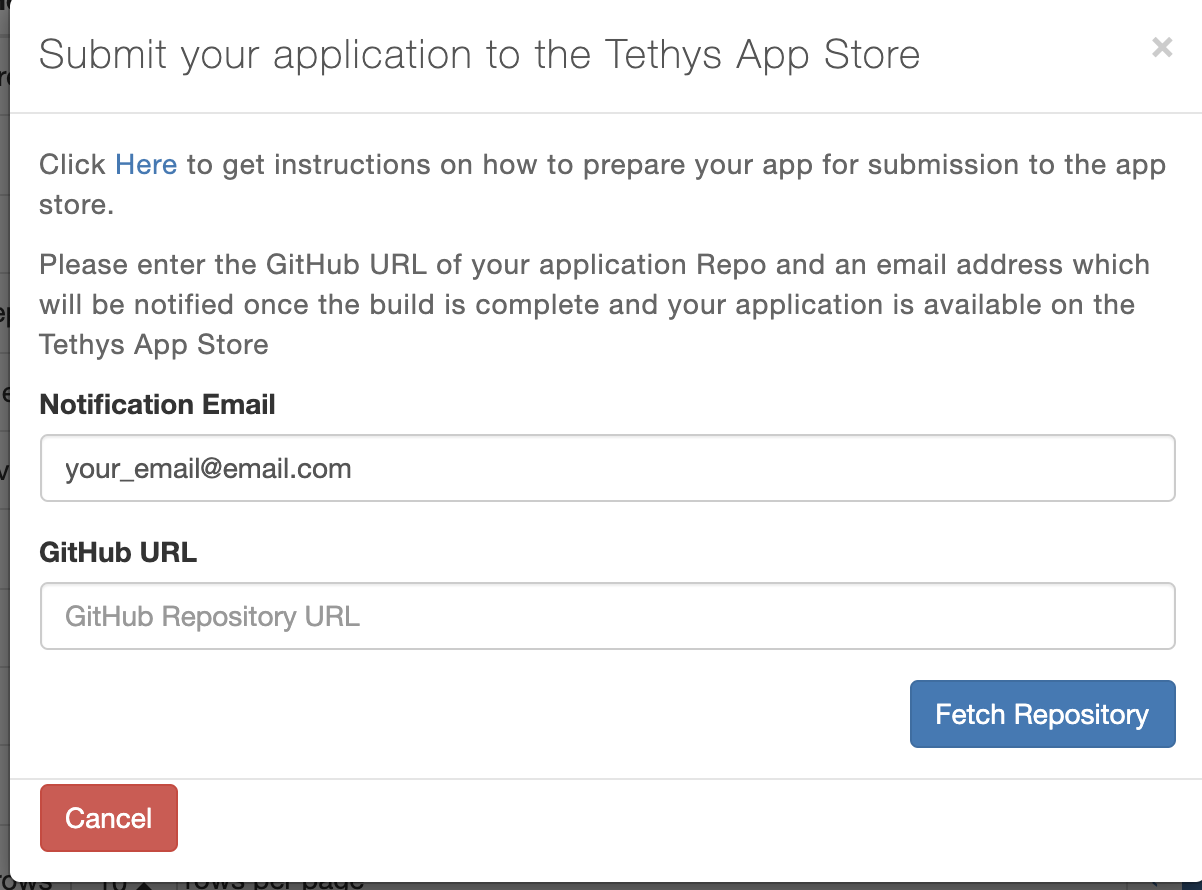 Submit your application to the Tethys App Store
×
Click Here to get instructions on how to prepare your app for submission to the app
store.
Please enter the GitHub URL of your application Repo and an email address which
will be notified once the build is complete and your application is available on the
Tethys App Store
Notification Email
your_email@email.com
GitHub URL
GitHub Repository URL
Fetch Repository
Cancel
rows per page